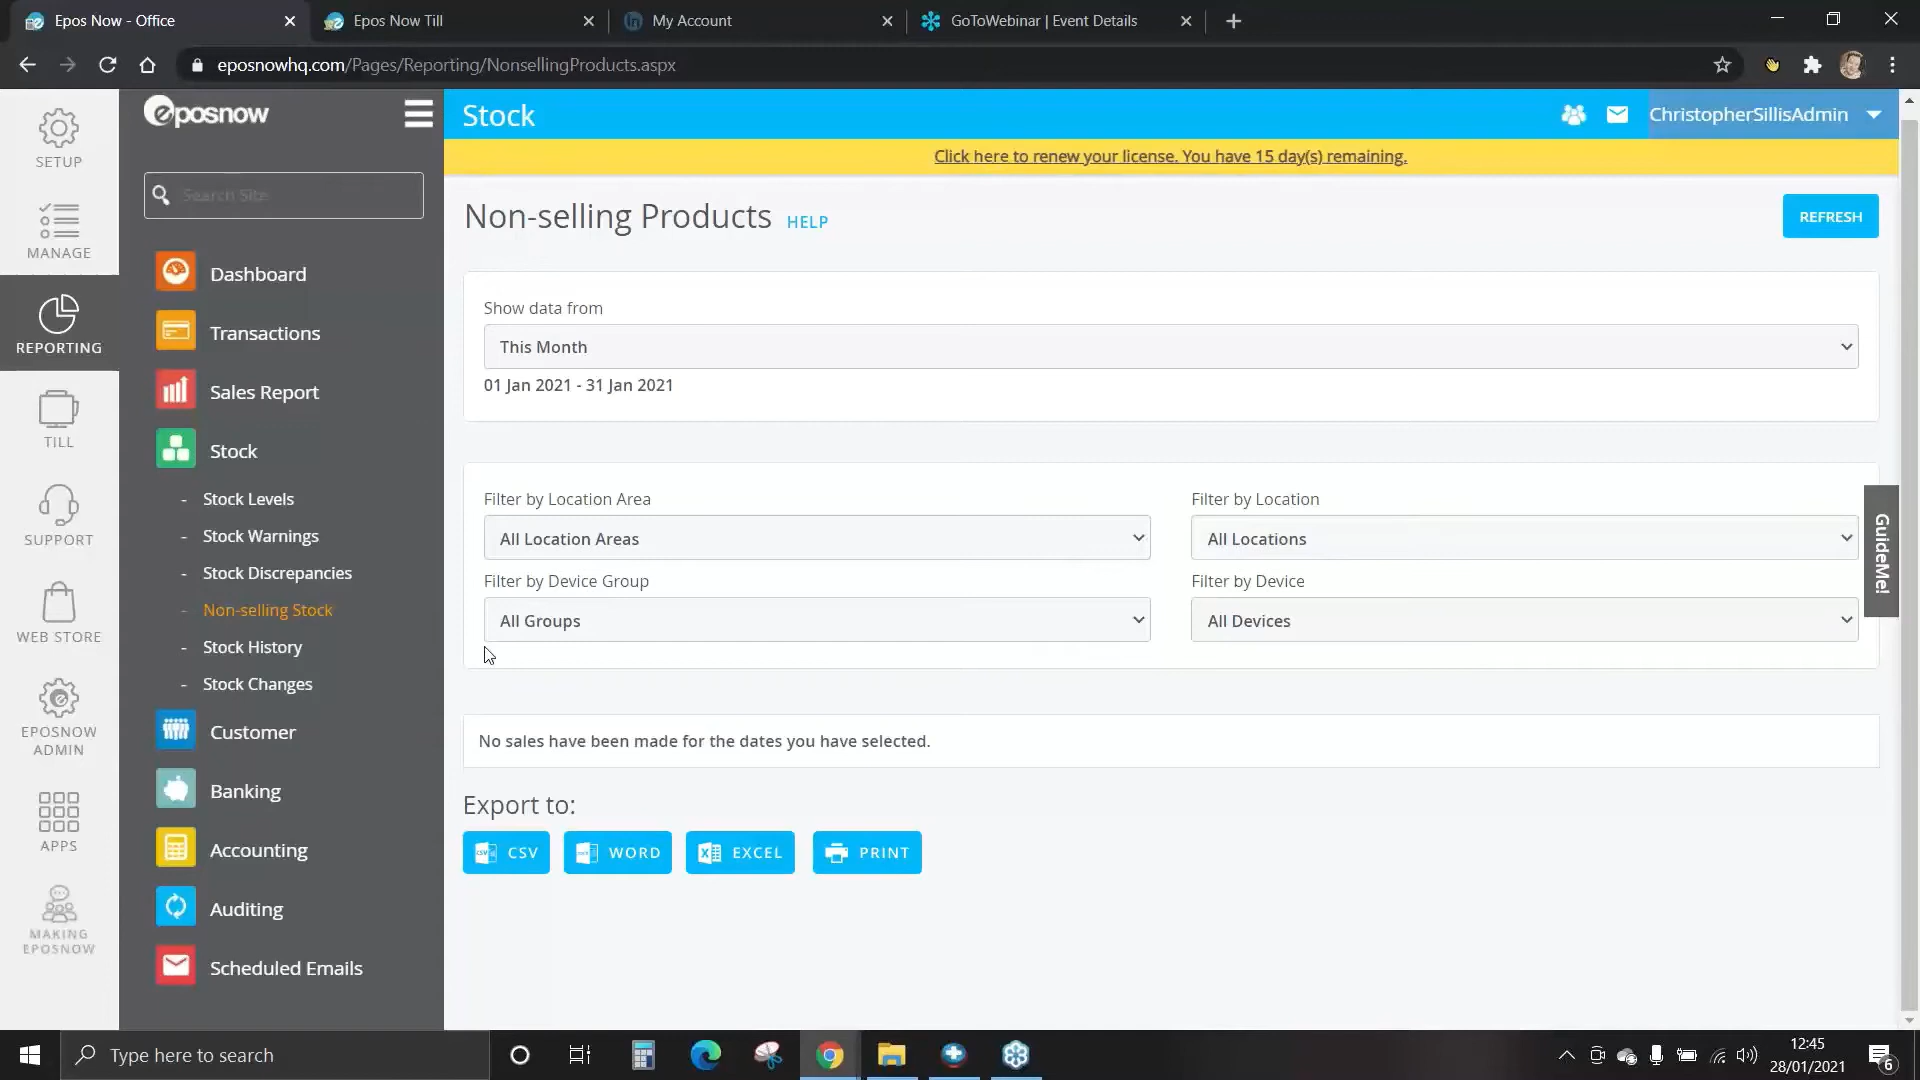 Epos Now - Office
Epos Now Till
My Account
GoToWebinar | Event Details
eposnowhq.com/Pages/Reporting/NonsellingProducts.aspx
SETUP
MANAGE
REPORTING
TILL
SUPPORT
WEB STORE
EPOSNOW
ADMIN
APPS
MAKING
EPOSNOW
eposnow
Search Site
Dashboard
Transactions
Sales Report
Stock
- Stock Levels
- Stock Warnings
- Stock Discrepancies
- Non-selling Stock
- Stock History
- Stock Changes
Customer
Banking
Accounting
Auditing
Scheduled Emails
Stock
ChristopherSillisAdmin
Click here to renew your license. You have 15 day(s) remaining.
Non-selling Products HELP
REFRESH
Show data from
This Month
01 Jan 2021 - 31 Jan 2021
Filter by Location Area
All Location Areas
Filter by Location
All Locations
Filter by Device Group
All Groups
Filter by Device
All Devices
GuideMe!
No sales have been made for the dates you have selected.
Export to:
CSV
WORD
EXCEL
PRINT
Type here to search
12:45
28/01/2021
6